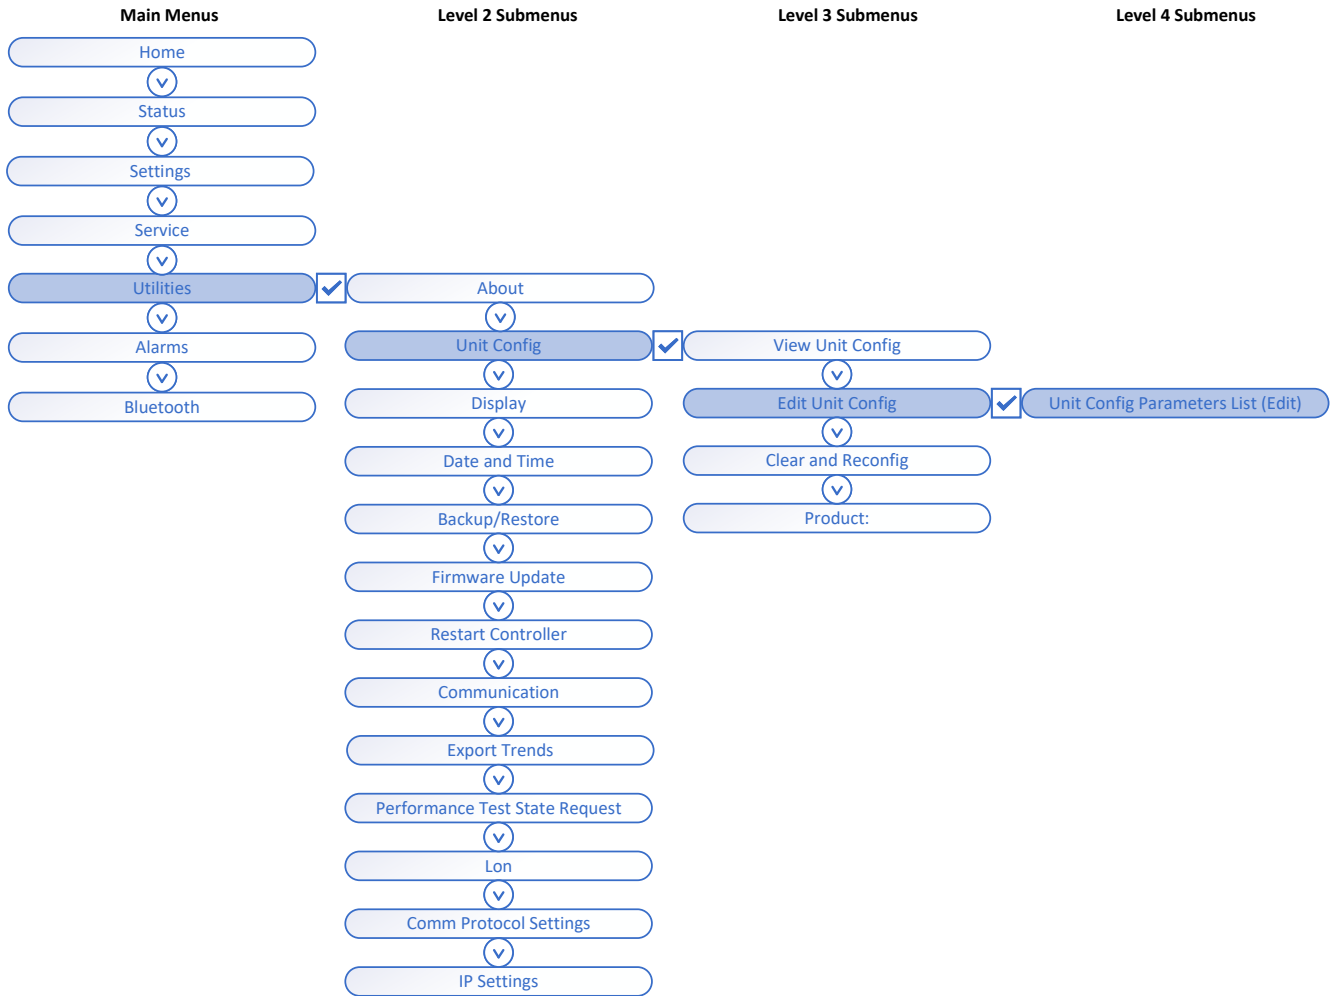 Main Menus
Level 2 Submenus
Level 3 Submenus
Level 4 Submenus
Home
Status
Settings
Service
Utilities
Alarms
Bluetooth
About
Unit Config
Display
Date and Time
Backup/Restore
Firmware Update
Restart Controller
Communication
Export Trends
Performance Test State Request
Lon
Comm Protocol Settings
IP Settings
View Unit Config
Edit Unit Config
Clear and Reconfig
Product:
Unit Config Parameters List (Edit)